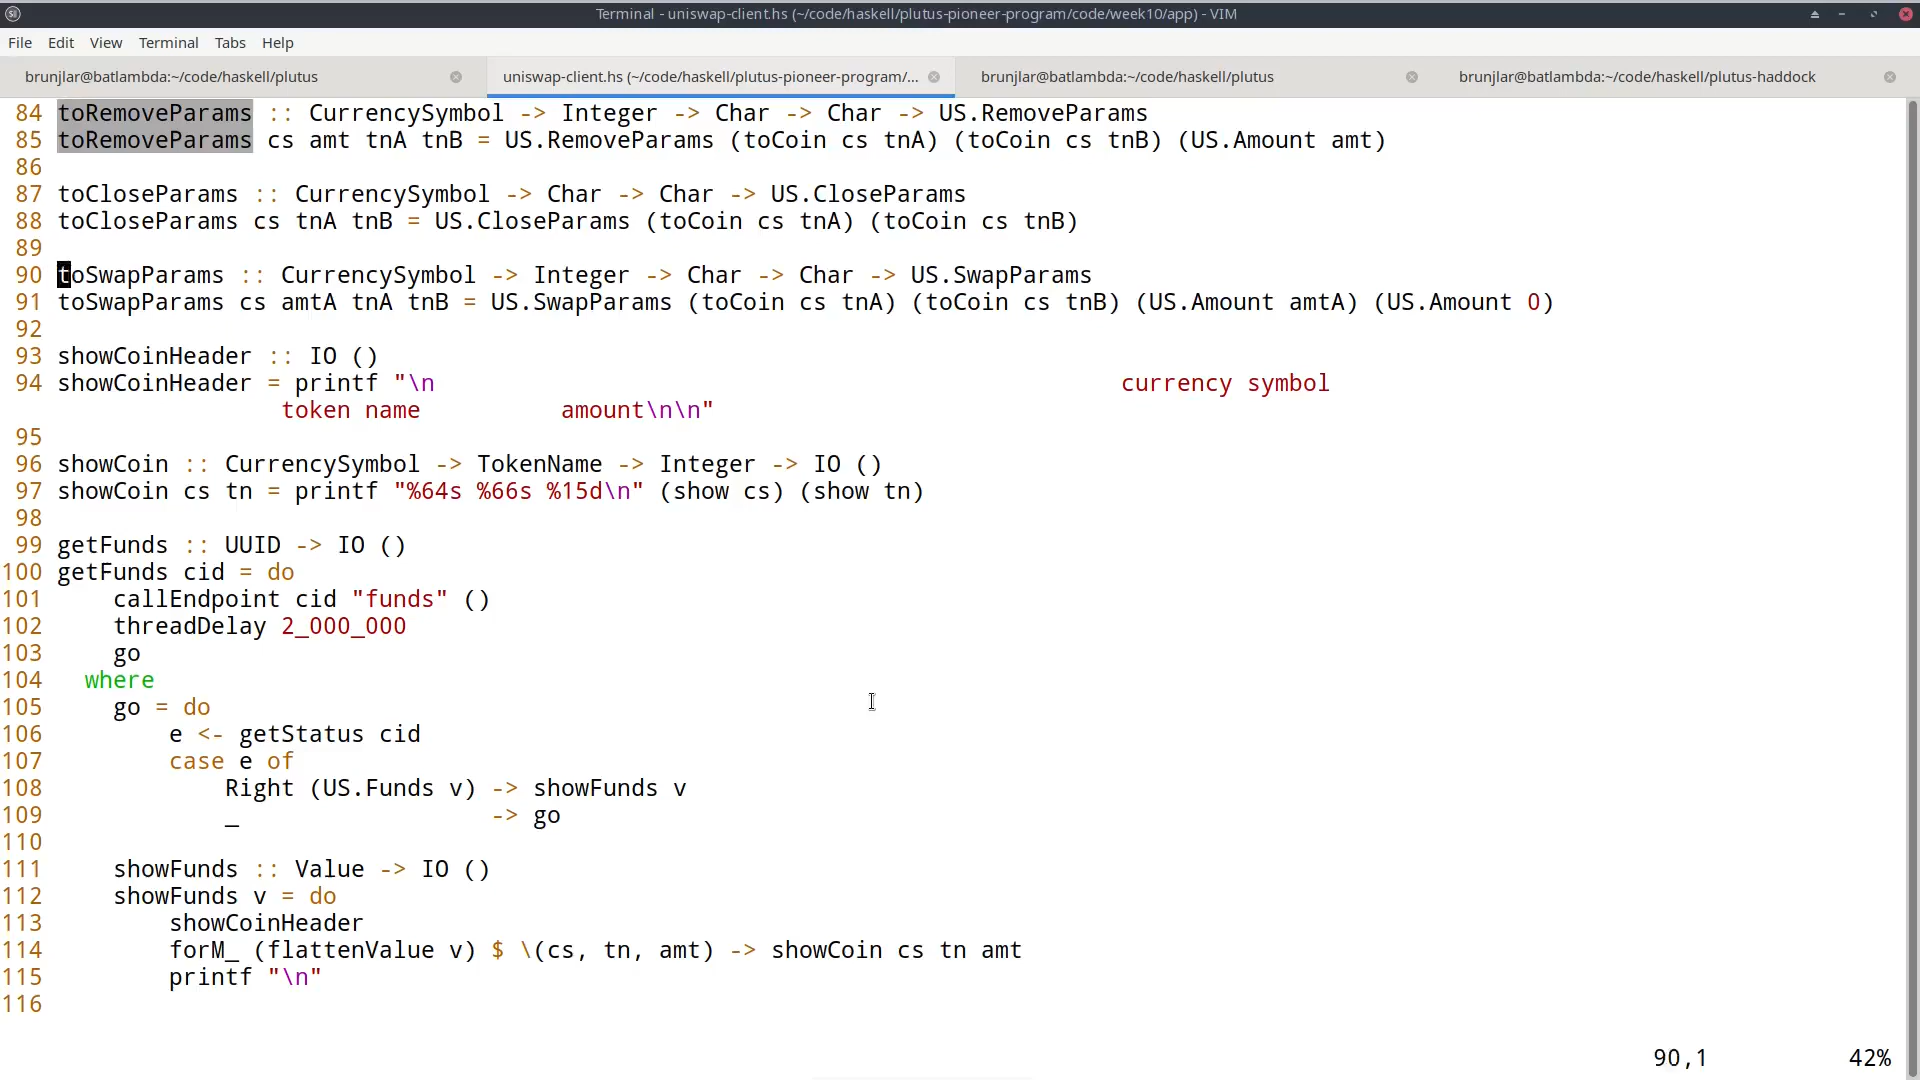 Terminal - uniswap-client.hs (~/code/haskell/plutus-pioneer-program/code/week10/app) - VIM
File Edit View Terminal Tabs Help
brunjlar@batlambda:~/code/haskell/plutus uniswap-client.hs (~/code/haskell/plutus-pioneer-program/... brunjlar@batlambda:~/code/haskell/plutus brunjlar@batlambda:~/code/haskell/plutus-haddock
84 toRemoveParams :: CurrencySymbol -> Integer -> Char -> Char -> US.RemoveParams
85 toRemoveParams cs amt tnA tnB = US.RemoveParams (toCoin cs tnA) (toCoin cs tnB) (US.Amount amt)
86
87 toCloseParams :: CurrencySymbol -> Char -> Char -> US.CloseParams
88 toCloseParams cs tnA tnB = US.CloseParams (toCoin cs tnA) (toCoin cs tnB)
89
90 toSwapParams :: CurrencySymbol -> Integer -> Char -> Char -> US.SwapParams
91 toSwapParams cs amtA tnA tnB = US.SwapParams (toCoin cs tnA) (toCoin cs tnB) (US.Amount amtA) (US.Amount 0)
92
93 showCoinHeader :: IO ()
94 showCoinHeader = printf "\n                                                 currency symbol
                token name          amount\n\n"
95
96 showCoin :: CurrencySymbol -> TokenName -> Integer -> IO ()
97 showCoin cs tn = printf "%64s %66s %15d\n" (show cs) (show tn)
98
99 getFunds :: UUID -> IO ()
100 getFunds cid = do
101     callEndpoint cid "funds" ()
102     threadDelay 2_000_000
103     go
104   where
105     go = do
106         e <- getStatus cid
107         case e of
108             Right (US.Funds v) -> showFunds v
109             _                  -> go
110
111     showFunds :: Value -> IO ()
112     showFunds v = do
113         showCoinHeader
114         forM_ (flattenValue v) $ \(cs, tn, amt) -> showCoin cs tn amt
115         printf "\n"
116
90,1 42%